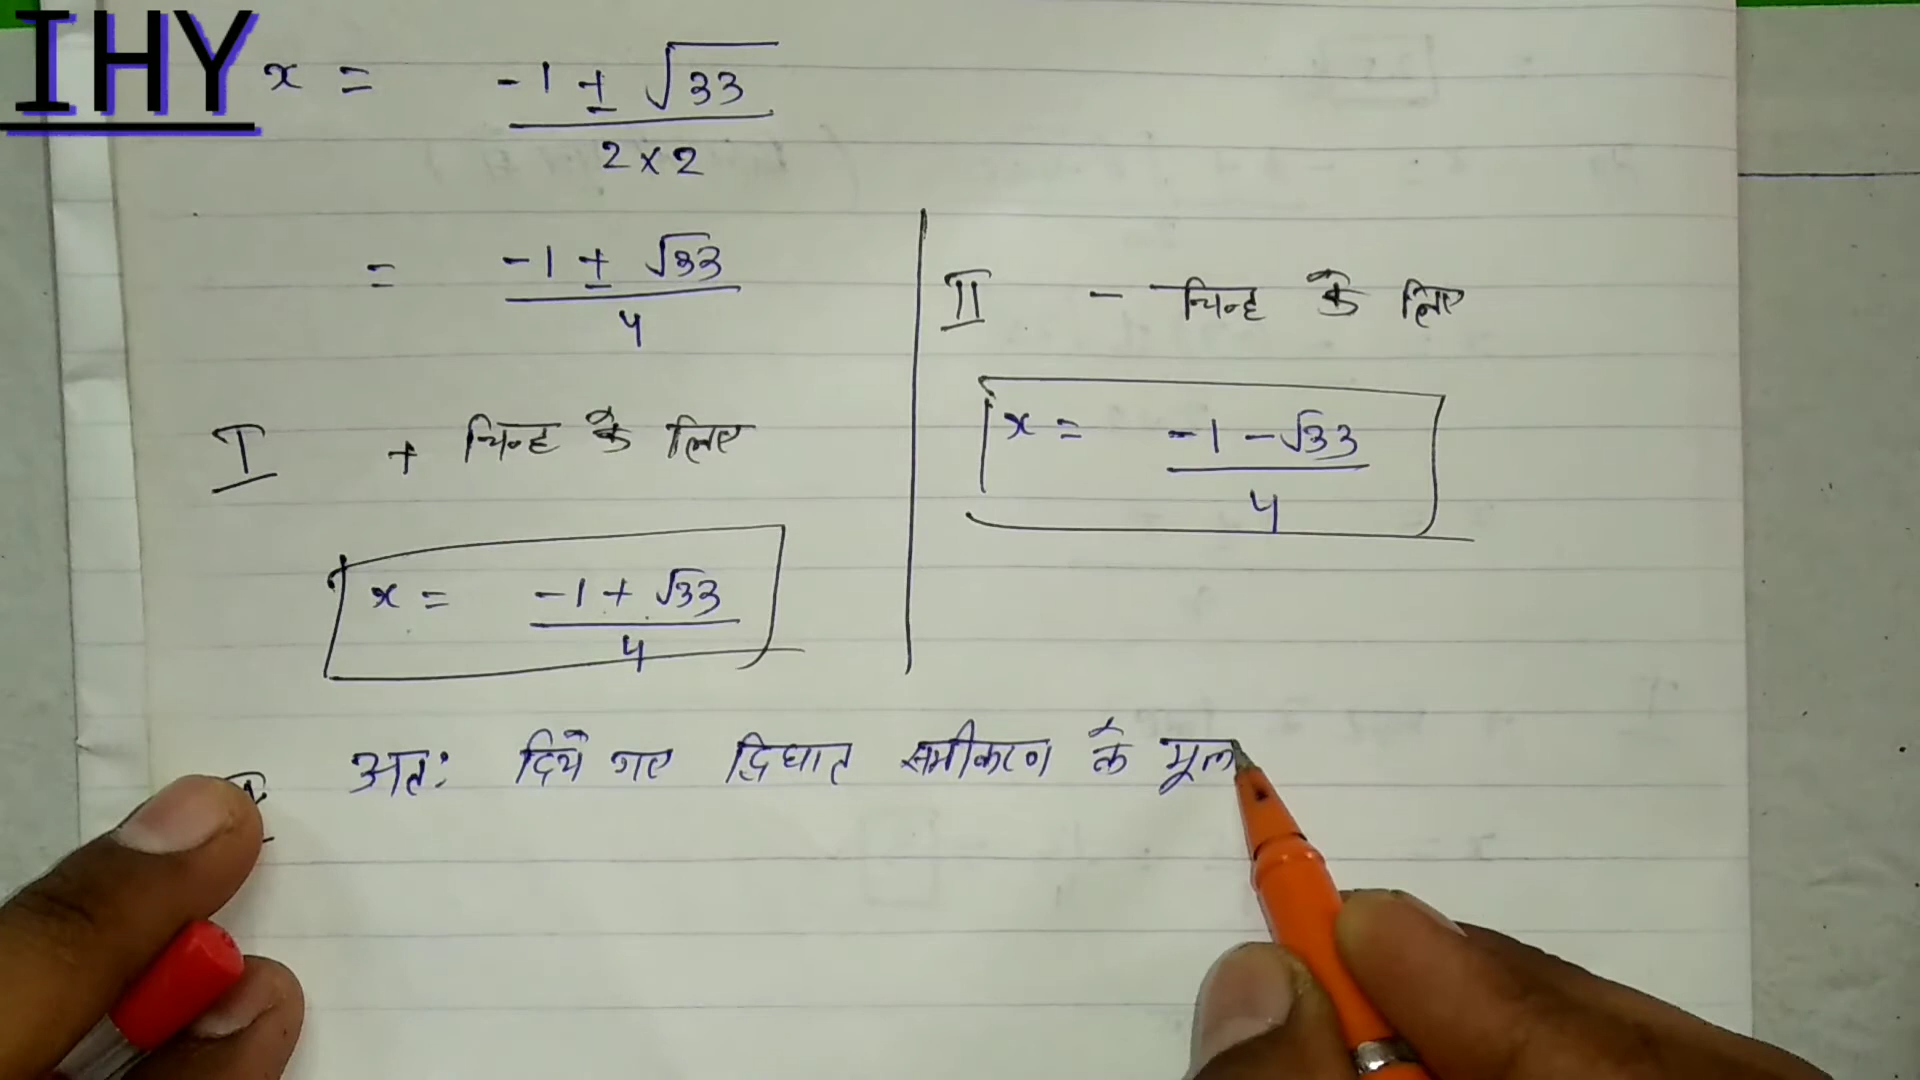 IHY
x = -1 ± √33
2 × 2
= -1 ± √33
4
I + चिन्ह के लिए
x = -1 + √33
4
II - चिन्ह के लिए
x = -1 - √33
4
अतः दिये गए द्विघात समीकरण के मूल